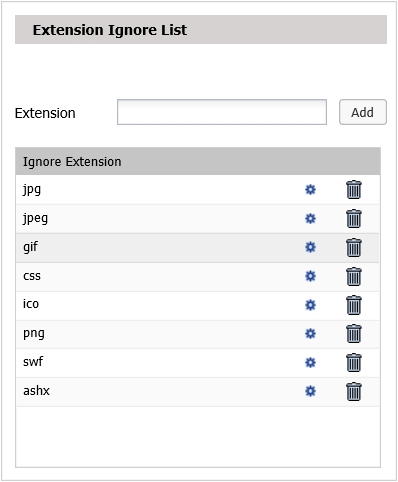 Extension Ignore List
Extension Add
Ignore Extension
jpg
jpeg
gif
css
ico
png
swf
ashx